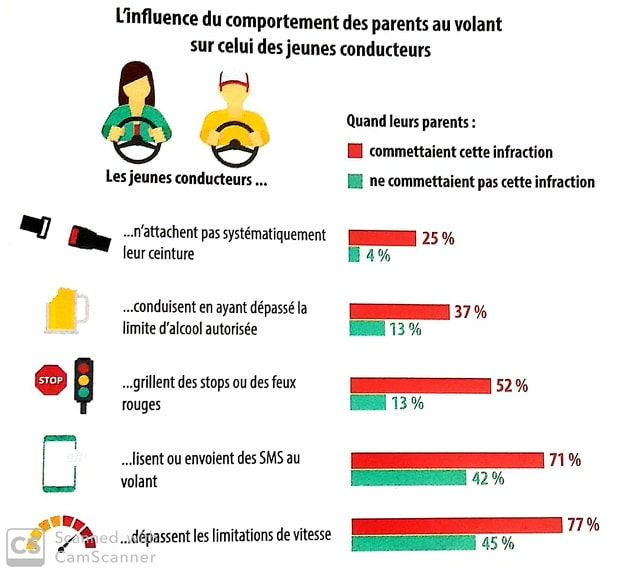 L'influence du comportement des parents au volant
sur celui des jeunes conducteurs
Quand leurs parents :
commettaient cette infraction
ne commettaient pas cette infraction
Les jeunes conducteurs ...
...n'attachent pas systématiquement
leur ceinture
25 %
4 %
...conduisent en ayant dépassé la
limite d'alcool autorisée
37 %
13 %
STOP
...grillent des stops ou des feux
rouges
52 %
13 %
...lisent ou envoient des SMS au
volant
71 %
42 %
...dépassent les limitations de vitesse
77 %
45 %
CS
Scanned with
CamScanner